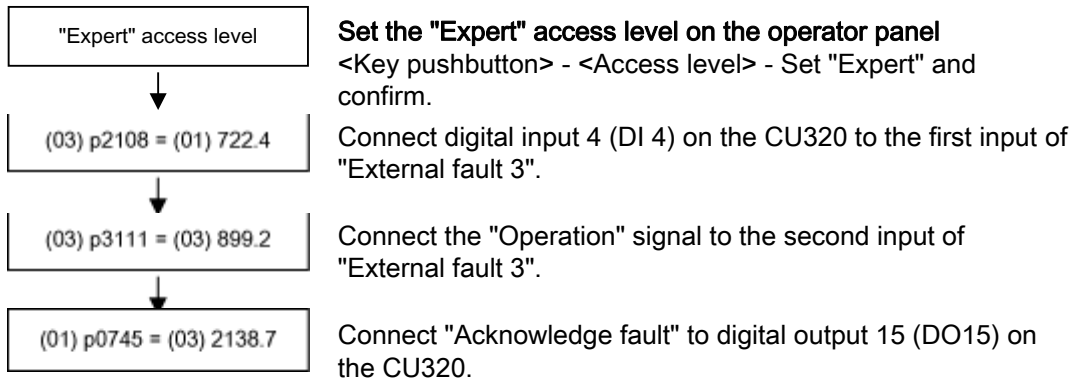 "Expert" access level
Set the "Expert" access level on the operator panel
<Key pushbutton> - <Access level> - Set "Expert" and
confirm.
(03) p2108 = (01) 722.4
Connect digital input 4 (DI 4) on the CU320 to the first input of
"External fault 3".
(03) p3111 = (03) 899.2
Connect the "Operation" signal to the second input of
"External fault 3".
(01) p0745 = (03) 2138.7
Connect "Acknowledge fault" to digital output 15 (DO15) on
the CU320.